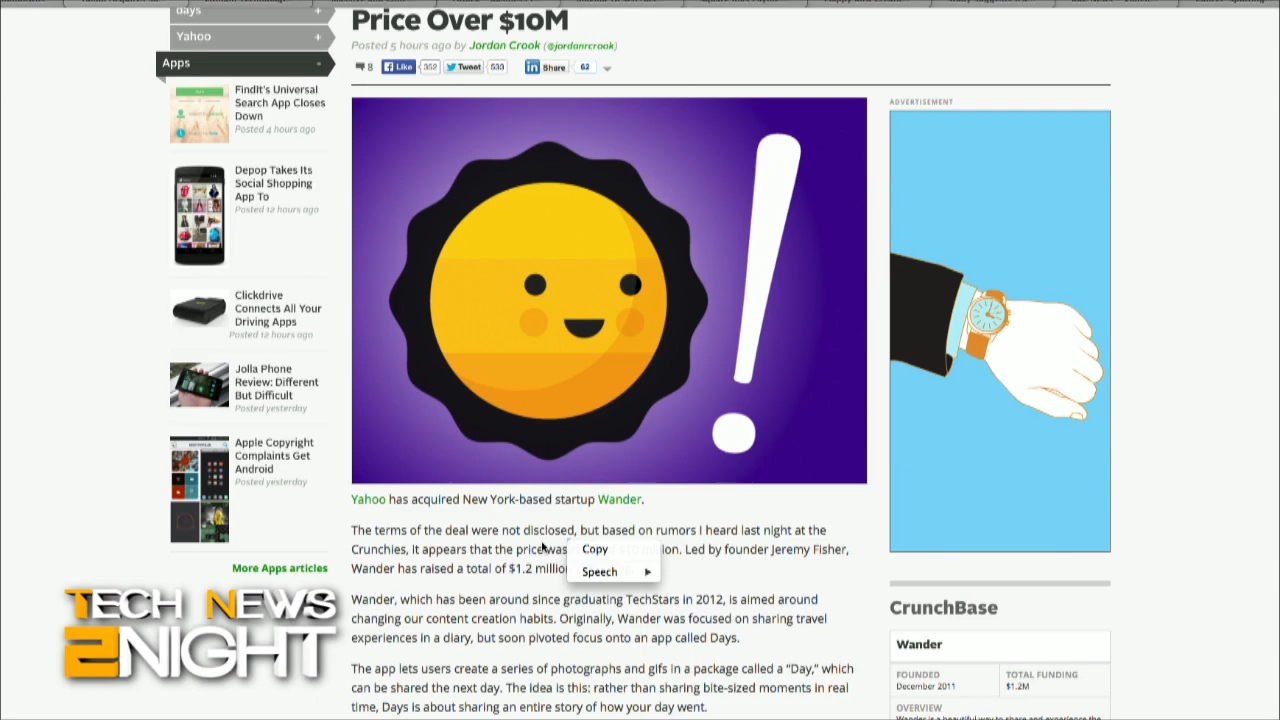 days +
Yahoo +
Apps -
FindIt's Universal
Search App Closes
Down
Posted 4 hours ago
Depop Takes Its
Social Shopping
App To
Posted 12 hours ago
Clickdrive
Connects All Your
Driving Apps
Posted 12 hours ago
Jolla Phone
Review: Different
But Difficult
Posted yesterday
Apple Copyright
Complaints Get
Android
Posted yesterday
More Apps articles
TECH NEWS
2NIGHT
Price Over $10M
Posted 5 hours ago by Jordan Crook (@jordanrcrook)
8 Like 352 Tweet 533 Share 62
Yahoo has acquired New York-based startup Wander.
The terms of the deal were not disclosed, but based on rumors I heard last night at the
Crunchies, it appears that the price was million. Led by founder Jeremy Fisher,
Wander has raised a total of $1.2 million
Copy
Speech
Wander, which has been around since graduating TechStars in 2012, is aimed around
changing our content creation habits. Originally, Wander was focused on sharing travel
experiences in a diary, but soon pivoted focus onto an app called Days.
The app lets users create a series of photographs and gifs in a package called a "Day," which
can be shared the next day. The idea is this: rather than sharing bite-sized moments in real
time, Days is about sharing an entire story of how your day went.
ADVERTISEMENT
CrunchBase
Wander
FOUNDED
December 2011
TOTAL FUNDING
$1.2M
OVERVIEW